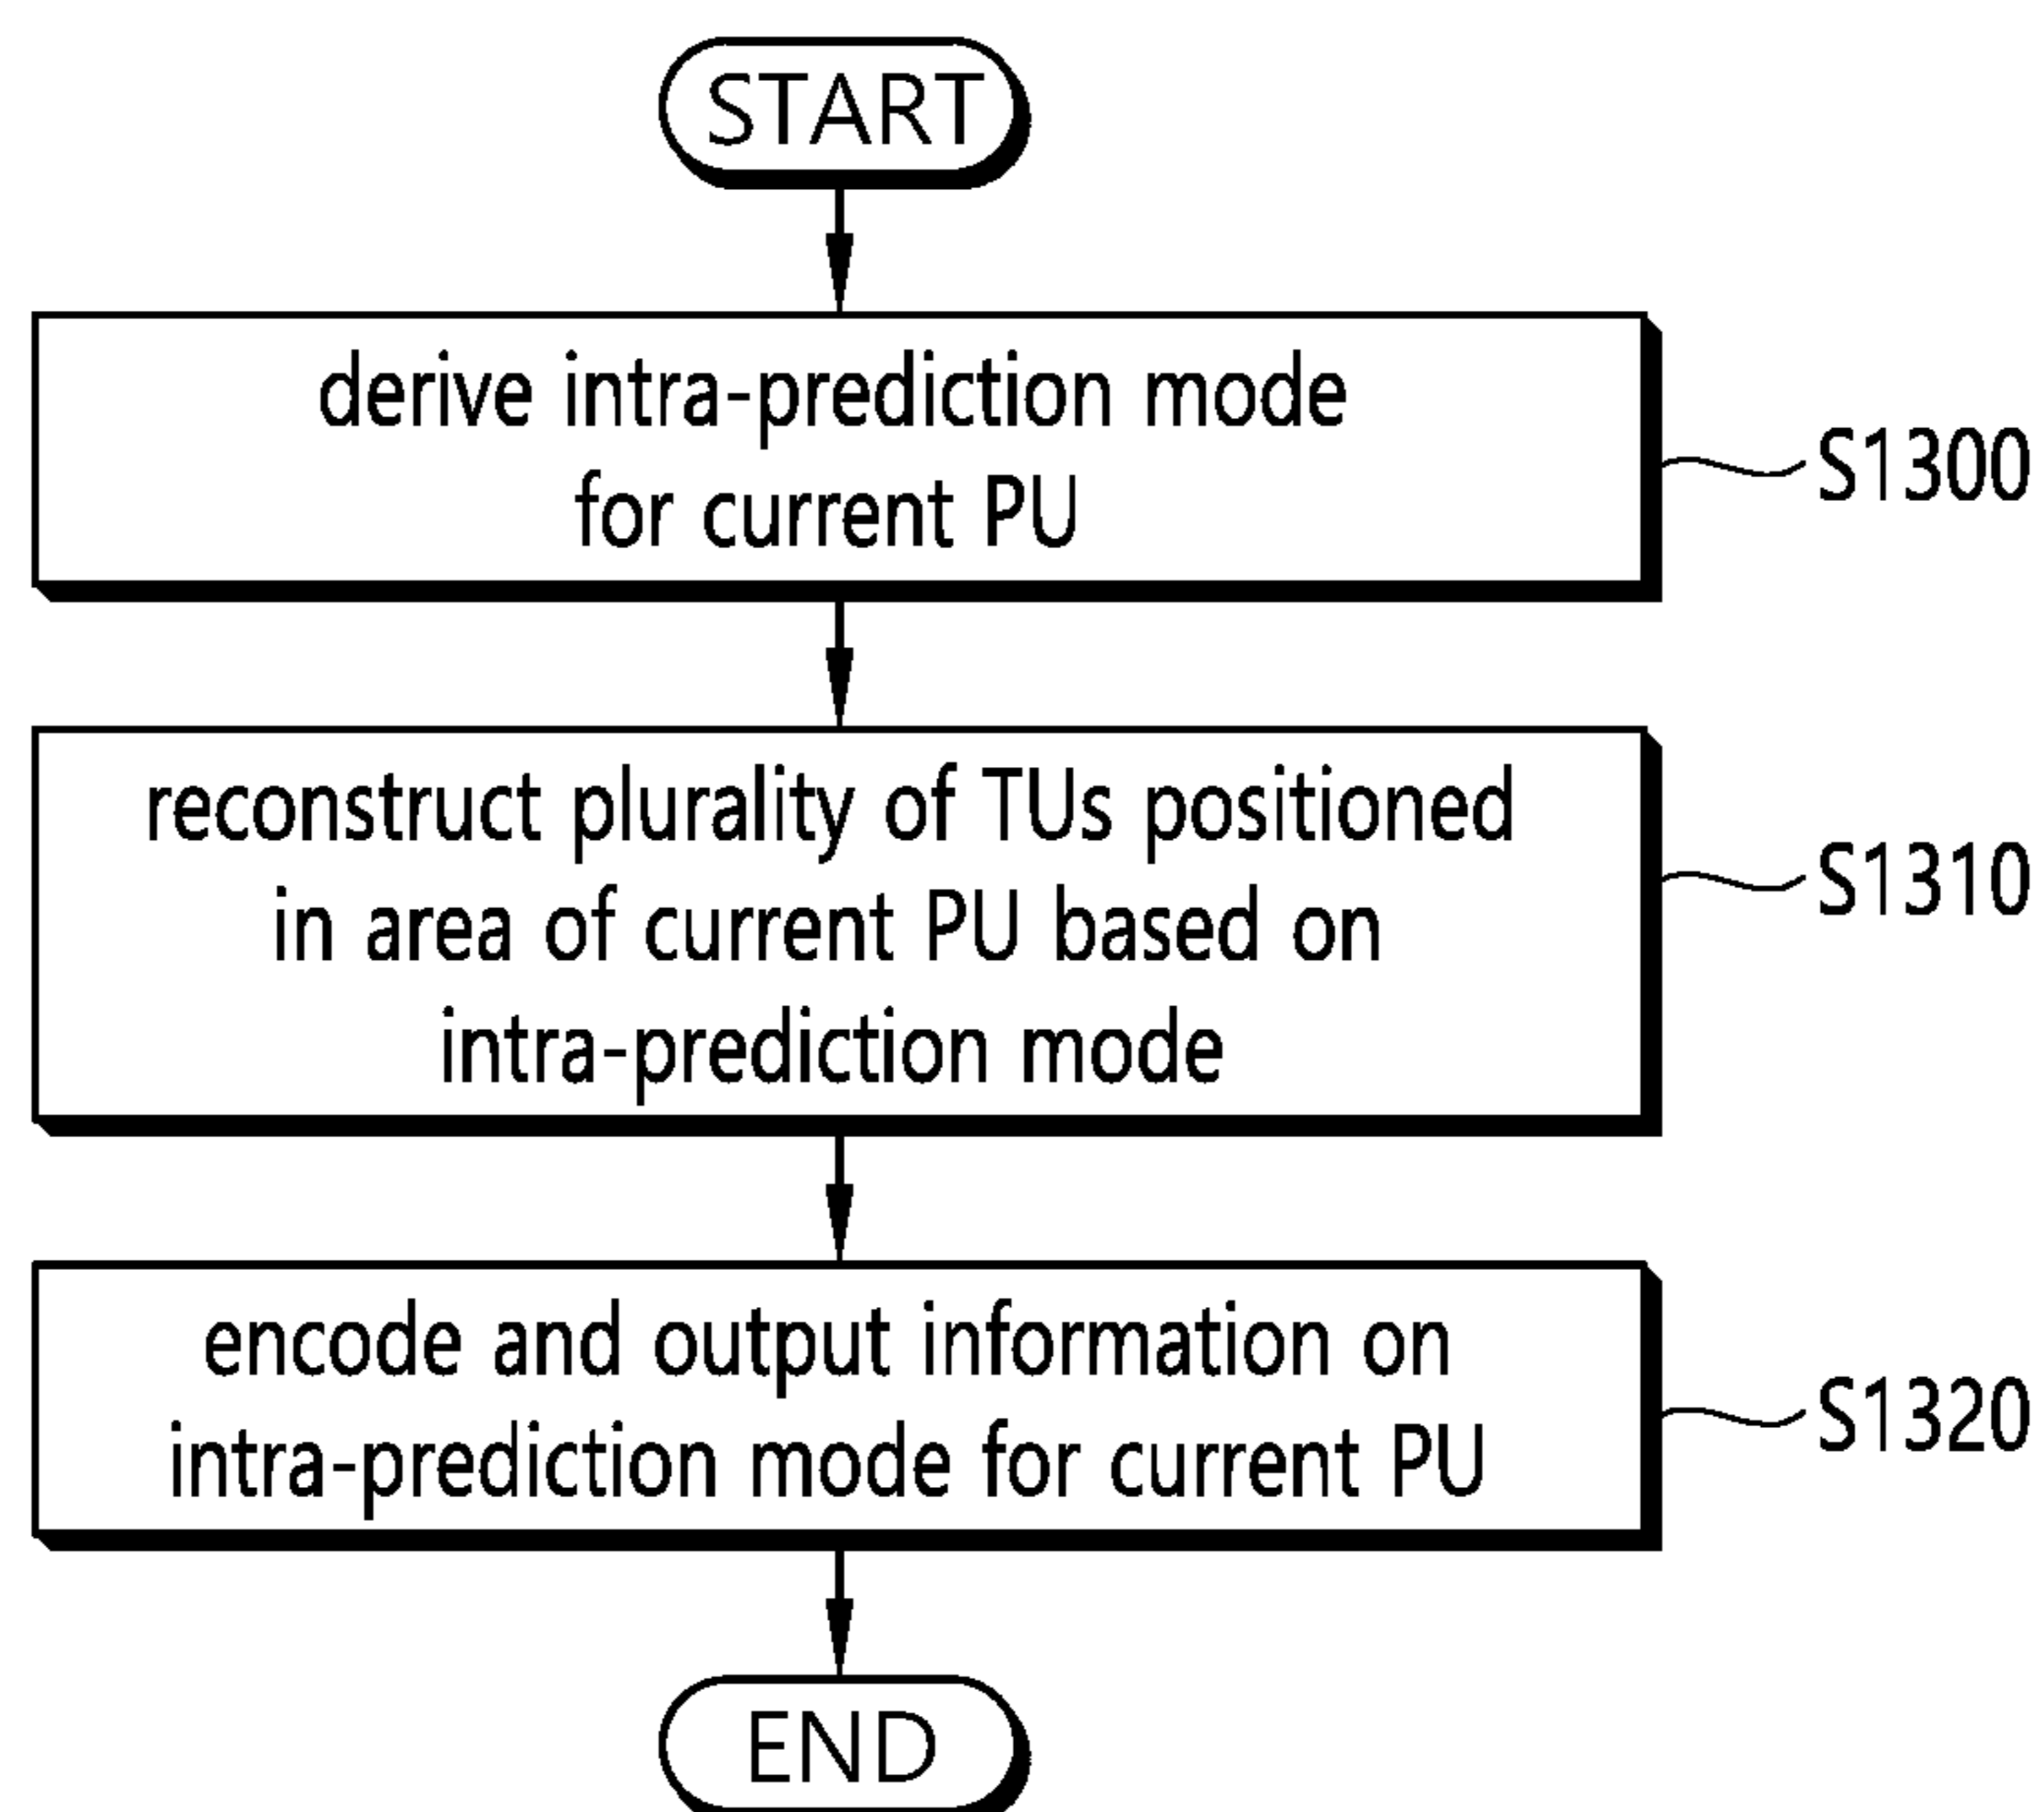 START
derive intra-prediction mode
for current PU
S1300
reconstruct plurality of TUs positioned
in area of current PU based on
intra-prediction mode
S1310
encode and output information on
intra-prediction mode for current PU
S1320
END